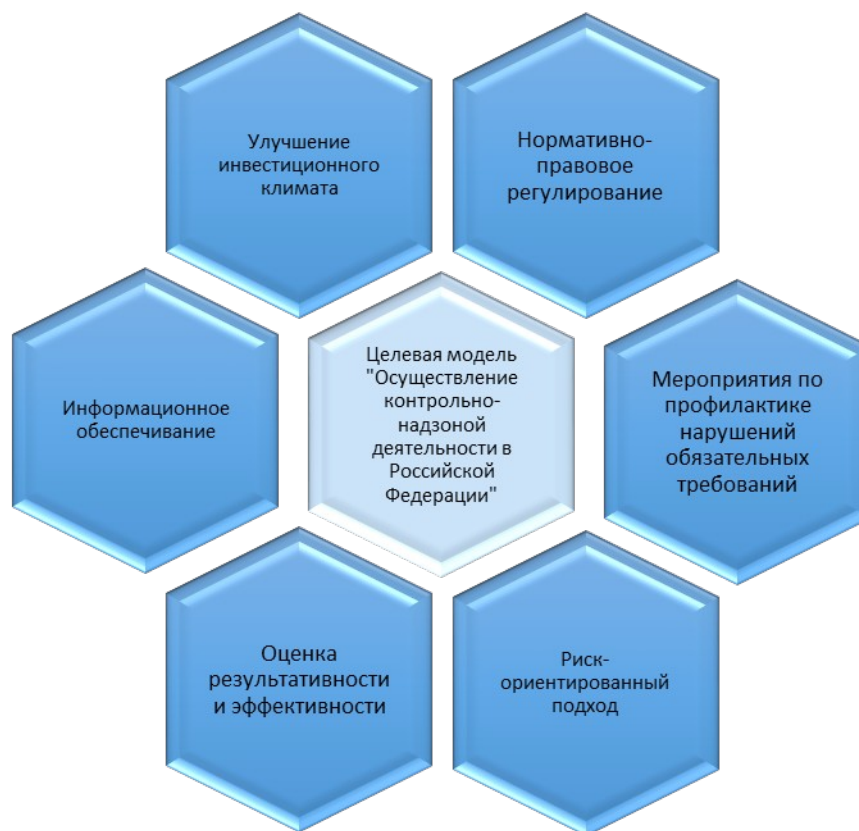 Улучшение
инвестиционного
климата
Нормативно-
правовое
регулирование
Информационное
обеспечивание
Целевая модель
"Осуществление
контрольно-
надзоной
деятельности в
Российской
Федерации"
Мероприятия по
профилактике
нарушений
обязательных
требований
Оценка
результативности
и эффективности
Риск-
ориентированный
подход